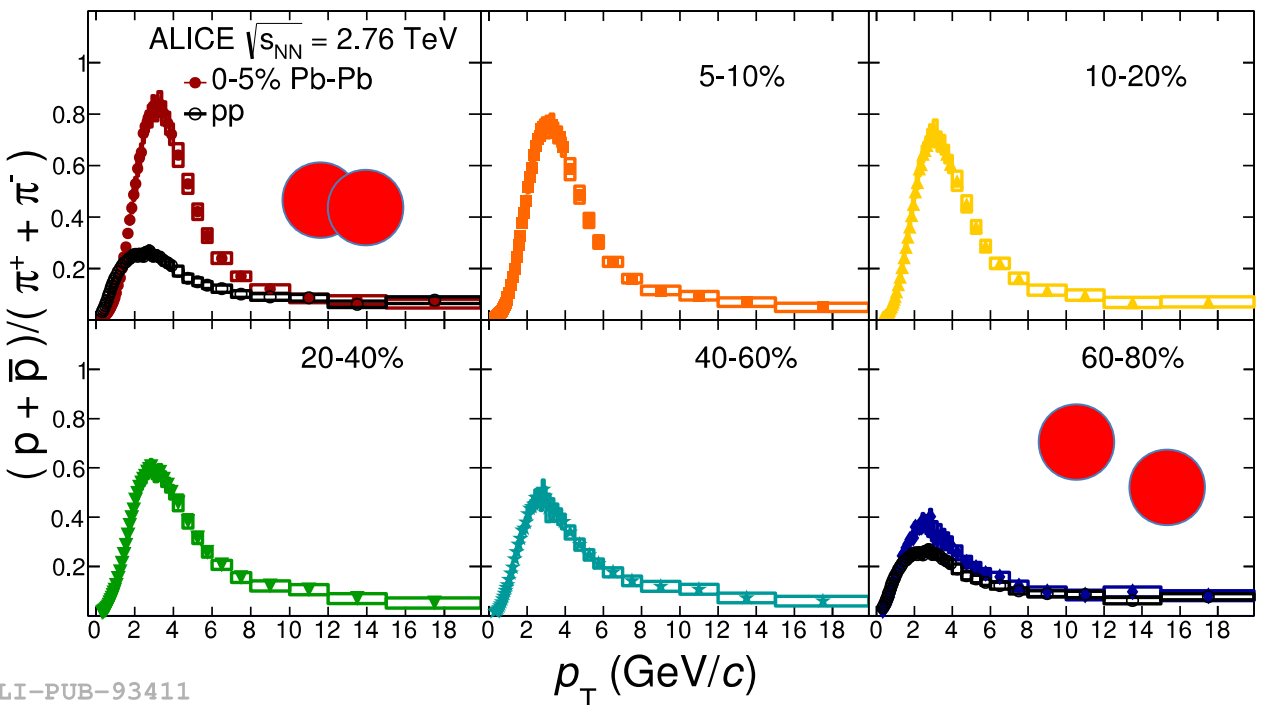 ALICE √sNN = 2.76 TeV
0-5% Pb-Pb
pp
5-10%
10-20%
1
0.8
0.6
0.4
0.2
20-40%
40-60%
60-80%
1
0.8
0.6
0.4
0.2
0 2 4 6 8 10 12 14 16 18
0 2 4 6 8 10 12 14 16 18
0 2 4 6 8 10 12 14 16 18
(p + p̅)/(π⁺ + π⁻)
pT (GeV/c)
LI-PUB-93411